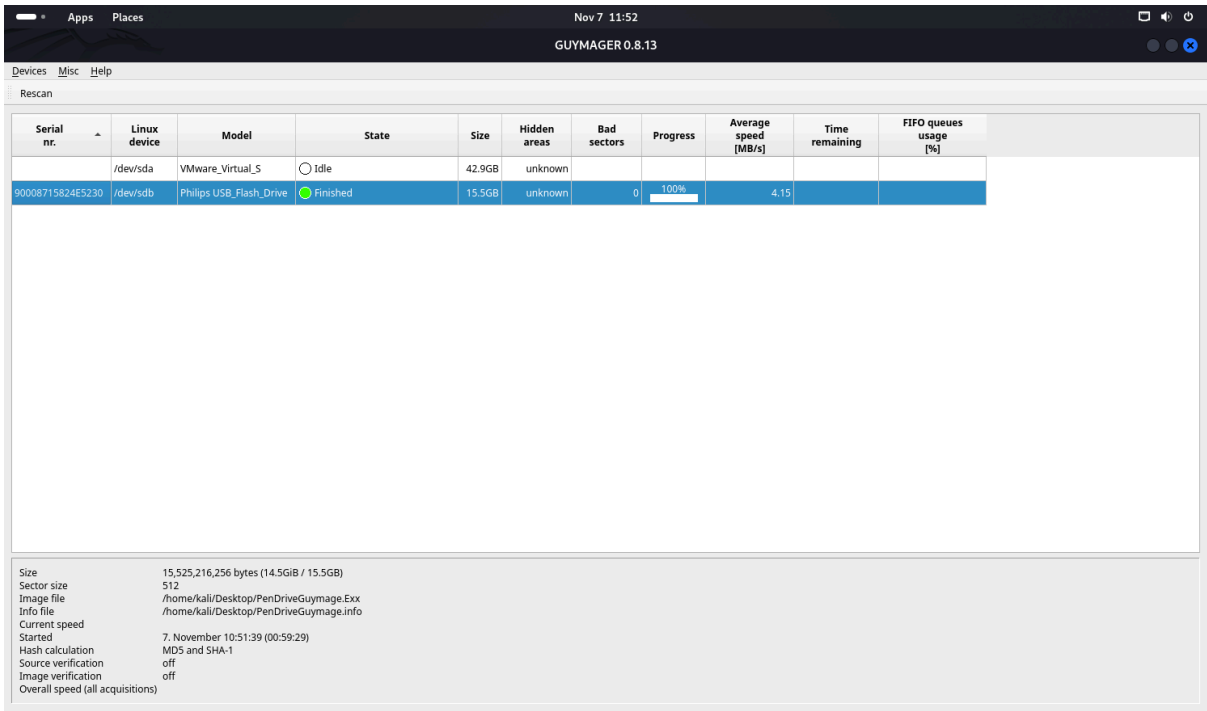 Apps Places Nov 7 11:52
GUYMAGER 0.8.13
Devices Misc Help
Rescan
Serial nr. Linux device Model State Size Hidden areas Bad sectors Progress Average speed [MB/s] Time remaining FIFO queues usage [%]
/dev/sda VMware_Virtual_S Idle 42.9GB unknown
90008715824E5230 /dev/sdb Philips USB_Flash_Drive Finished 15.5GB unknown 0 100% 4.15
Size 15,525,216,256 bytes (14.5GiB / 15.5GB)
Sector size 512
Image file /home/kali/Desktop/PenDriveGuymage.Exx
Info file /home/kali/Desktop/PenDriveGuymage.info
Current speed
Started 7. November 10:51:39 (00:59:29)
Hash calculation MD5 and SHA-1
Source verification off
Image verification off
Overall speed (all acquisitions)